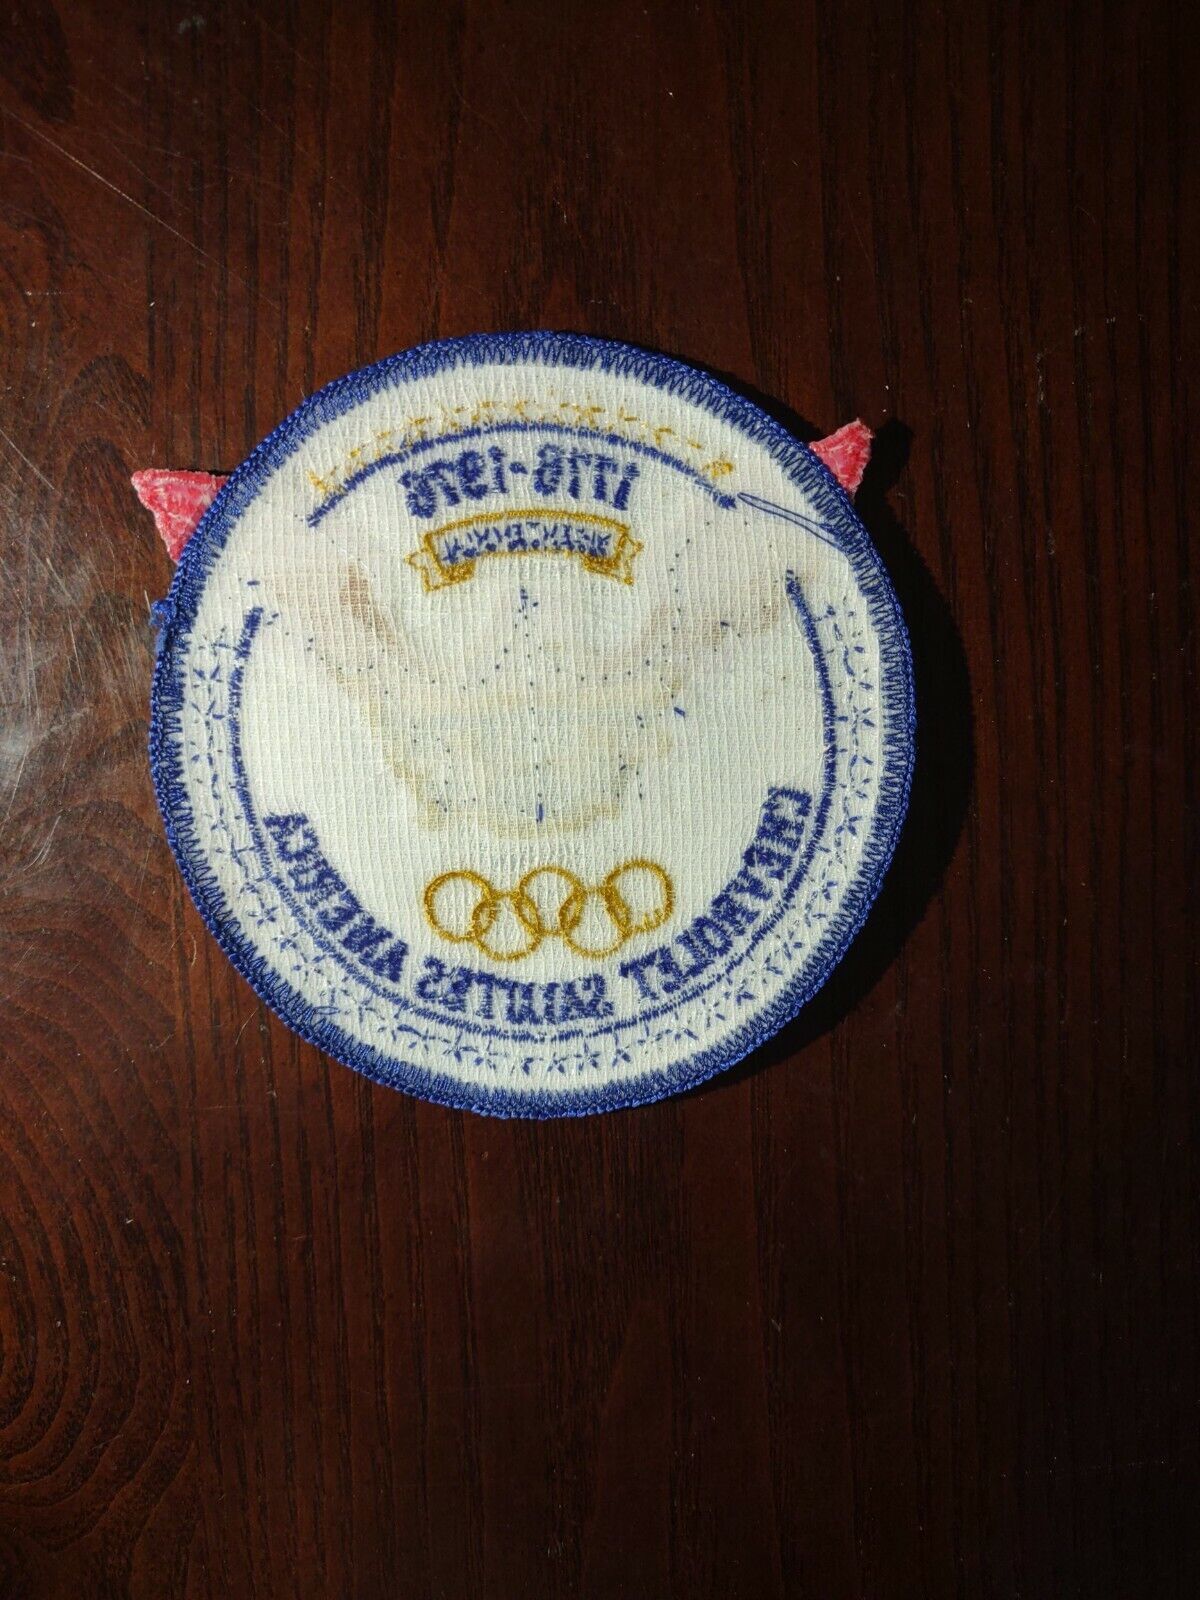 1776-1976
CHEVROLET SALUTES AMERICA